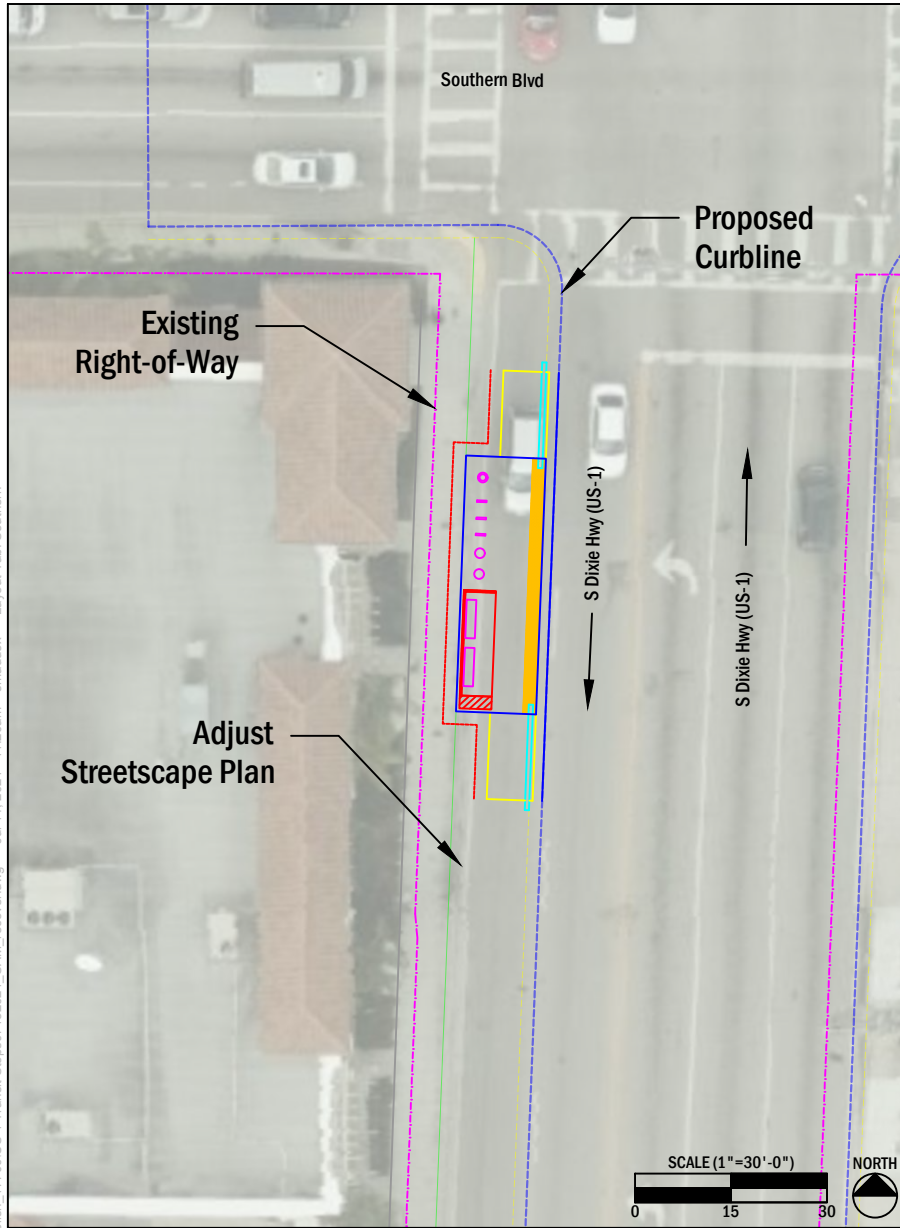 Southern Blvd
Proposed
Curbline
Existing
Right-of-Way
S Dixie Hwy (US-1)
S Dixie Hwy (US-1)
Adjust
Streetscape Plan
SCALE (1"=30'-0")
NORTH
0 15 30